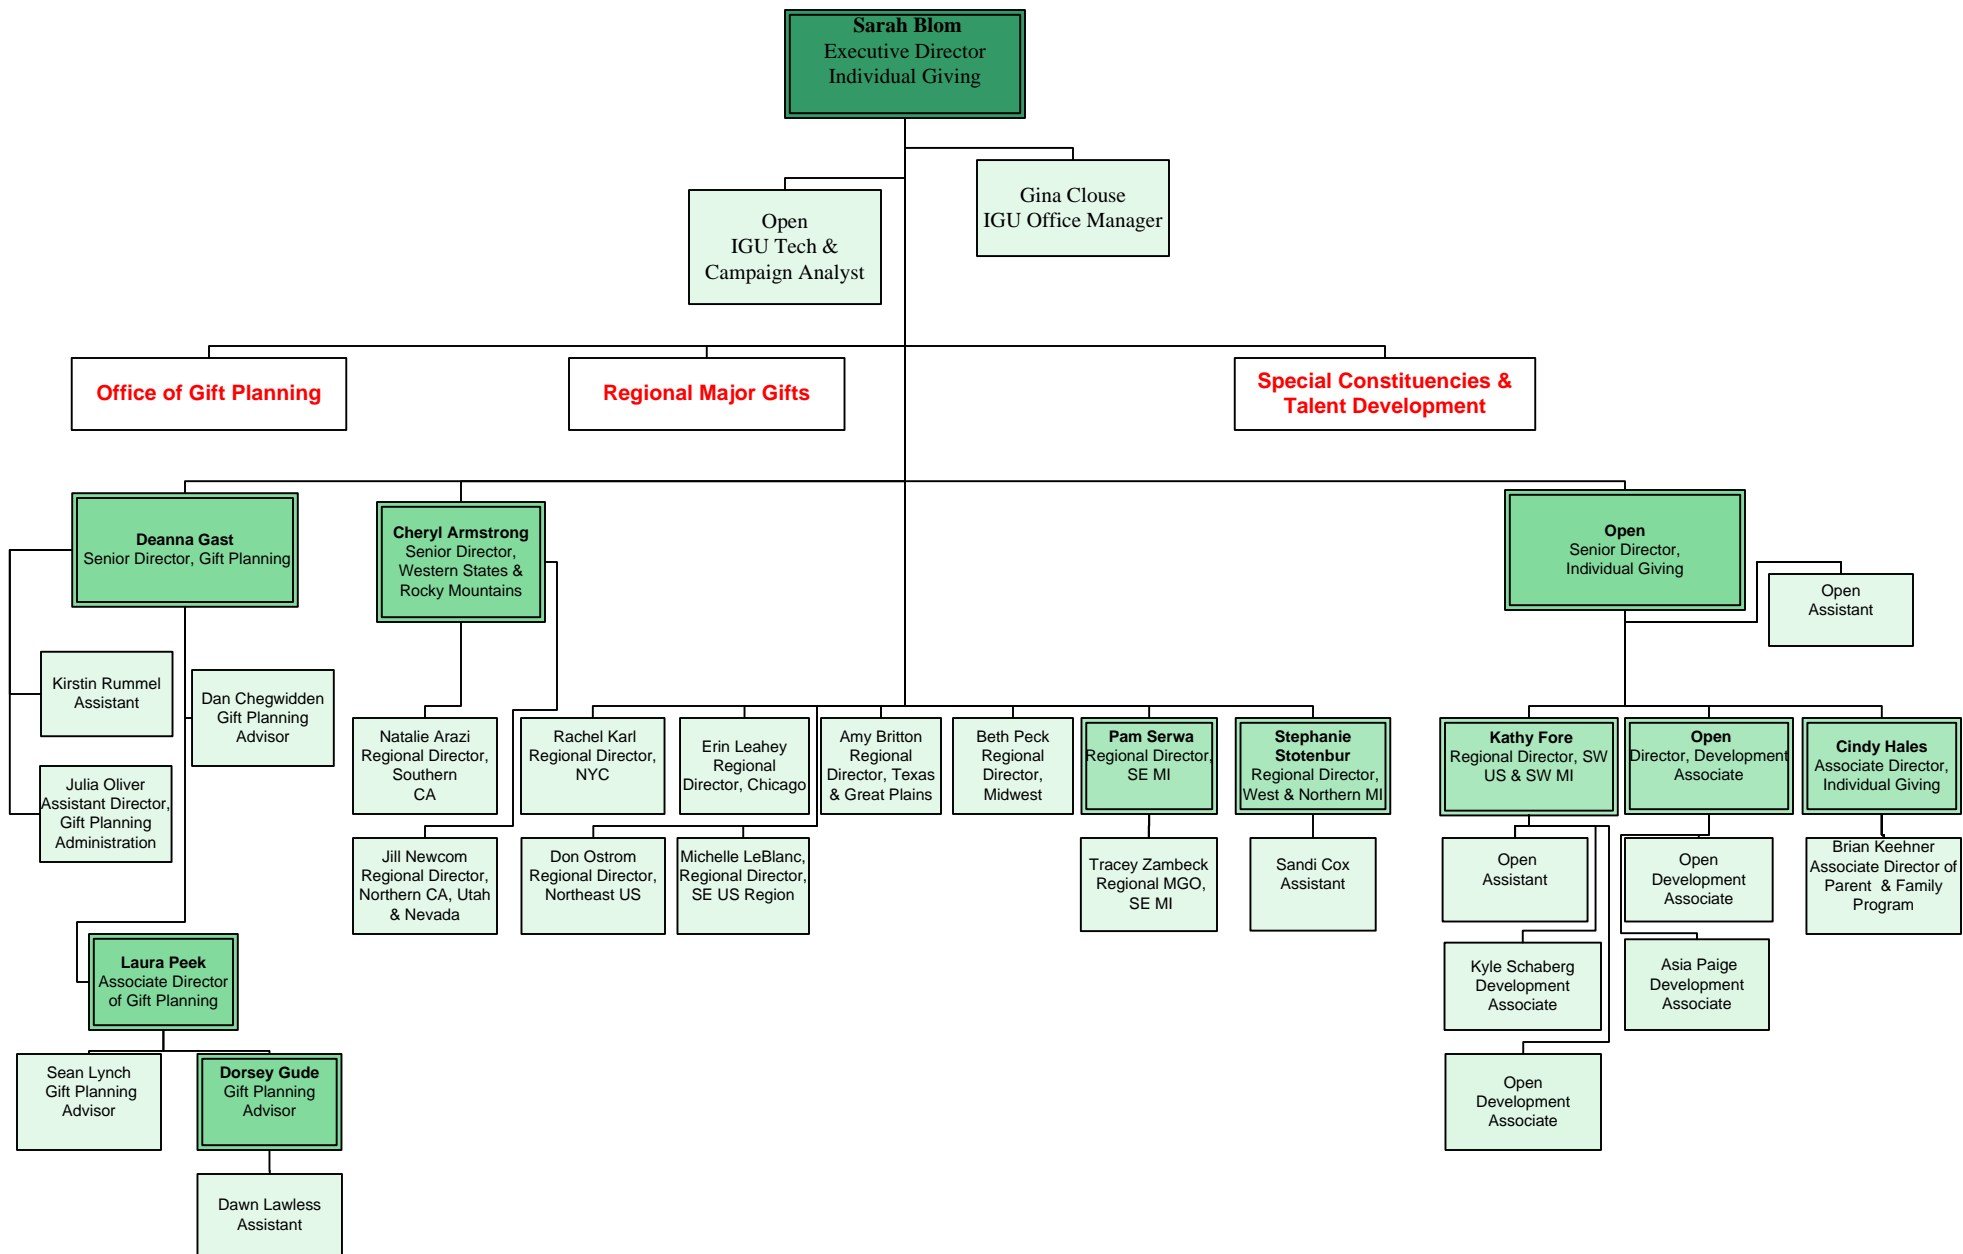 Sarah Blom
Executive Director
Individual Giving
Gina Clouse
IGU Office Manager
Open
IGU Tech &
Campaign Analyst
Office of Gift Planning
Regional Major Gifts
Special Constituencies &
Talent Development
Deanna Gast
Senior Director, Gift Planning
Cheryl Armstrong
Senior Director,
Western States &
Rocky Mountains
Open
Senior Director,
Individual Giving
Open
Assistant
Kirstin Rummel
Assistant
Dan Chegwidden
Gift Planning
Advisor
Julia Oliver
Assistant Director,
Gift Planning
Administration
Natalie Arazi
Regional Director,
Southern
CA
Rachel Karl
Regional Director,
NYC
Erin Leahey
Regional
Director, Chicago
Amy Britton
Regional
Director, Texas
& Great Plains
Beth Peck
Regional
Director,
Midwest
Pam Serwa
Regional Director,
SE MI
Stephanie
Stotenbur
Regional Director,
West & Northern MI
Kathy Fore
Regional Director, SW
US & SW MI
Open
Director, Development
Associate
Cindy Hales
Associate Director,
Individual Giving
Jill Newcom
Regional Director,
Northern CA, Utah
& Nevada
Don Ostrom
Regional Director,
Northeast US
Michelle LeBlanc,
Regional Director,
SE US Region
Tracey Zambeck
Regional MGO,
SE MI
Sandi Cox
Assistant
Open
Assistant
Open
Development
Associate
Brian Keehner
Associate Director of
Parent  & Family
Program
Kyle Schaberg
Development
Associate
Asia Paige
Development
Associate
Open
Development
Associate
Laura Peek
Associate Director
of Gift Planning
Sean Lynch
Gift Planning
Advisor
Dorsey Gude
Gift Planning
Advisor
Dawn Lawless
Assistant